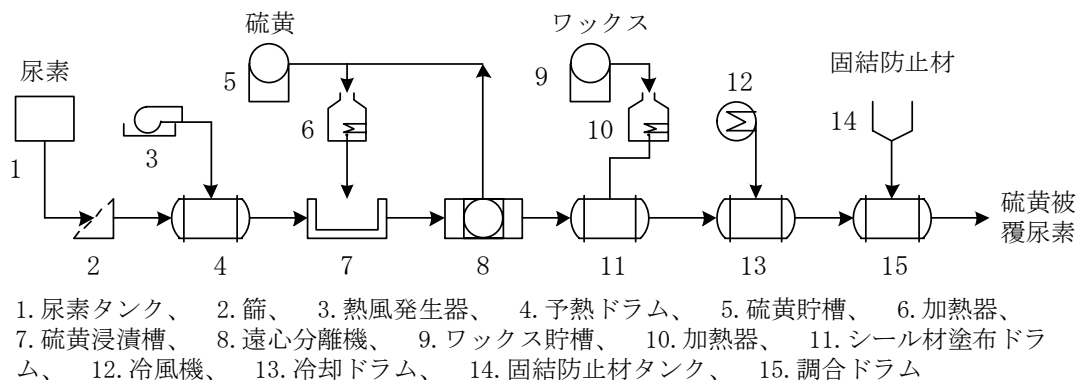 硫黄
ワックス
尿素
固結防止材
12
5
9
6
10
14
1
3
硫黄被
覆尿素
2
4
7
8
11
13
15
1.尿素タンク、 2.篩、 3.熱風発生器、 4.予熱ドラム、 5.硫黄貯槽、 6.加熱器、
7.硫黄浸漬槽、 8.遠心分離機、 9.ワックス貯槽、 10.加熱器、 11.シール材塗布ドラ
ム、 12.冷風機、 13.冷却ドラム、 14.固結防止材タンク、 15.調合ドラム